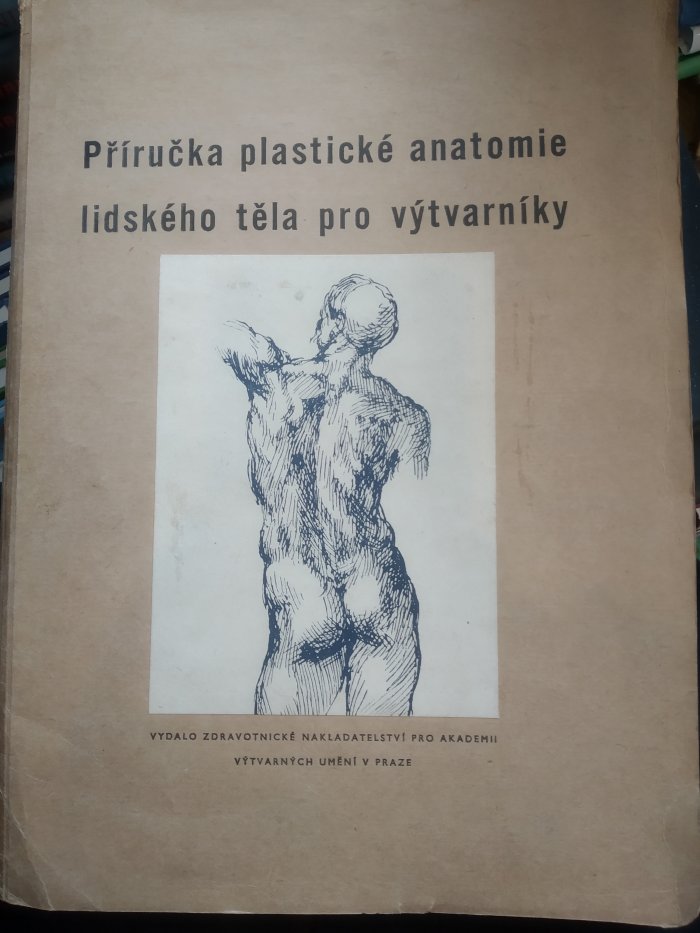 Příručka plastické anatomie
lidského těla pro výtvarníky
VYDALO ZDRAVOTNICKÉ NAKLADATELSTVÍ PRO AKADEMII
VÝTVARNÝCH UMĚNÍ V PRAZE